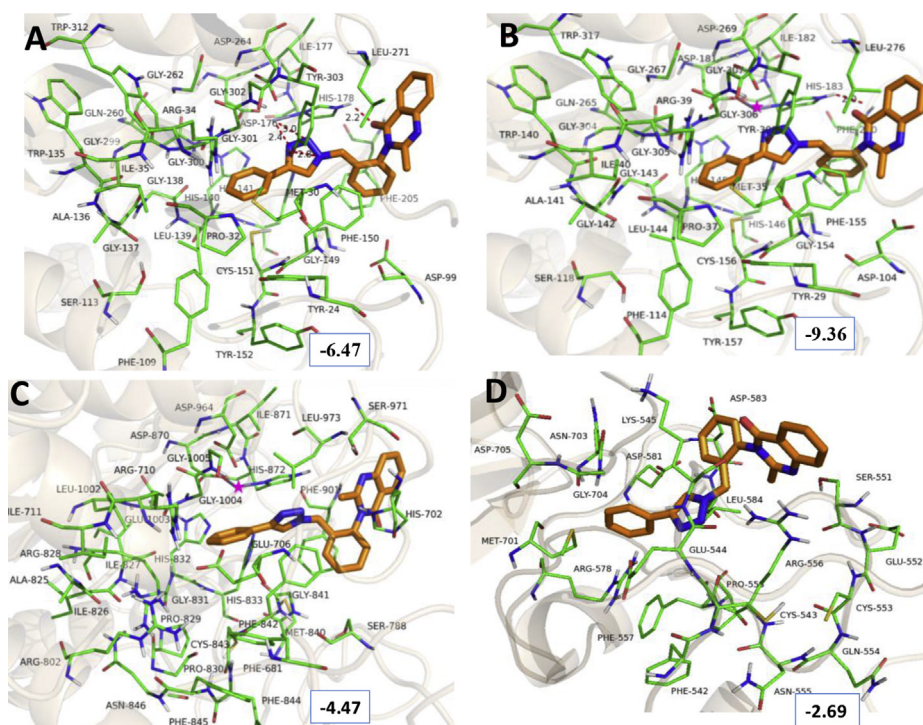 A
TRP-312
ASP-264
ILE-177
LEU-271
GLY-262
TYR-303
GLY-302
HIS-178
2.2
GLN-260
ARG-34
ASP-176
GLY-301
2.4
GLY-299
GLY-300
TRP-135
ILE-35
GLY-138
MET-30
HIS-140
PHE-205
ALA-136
LEU-139
PRO-32
PHE-150
GLY-137
GLY-149
CYS-151
ASP-99
SER-113
TYR-24
PHE-109
TYR-152
-6.47
B
TRP-317
ASP-269
ILE-182
LEU-276
ASP-181
GLY-267
HIS-183
GLN-265
ARG-39
GLY-306
TRP-140
GLY-304
GLY-305
ILE-40
GLY-143
MET-35
ALA-141
HIS-146
PHE-155
GLY-142
LEU-144
PRO-37
GLY-154
CYS-156
ASP-104
SER-118
TYR-29
PHE-114
TYR-157
-9.36
C
ASP-964
ILE-871
LEU-973
SER-971
ASP-870
GLY-1005
ARG-710
HIS-872
LEU-1002
GLY-1004
PHE-901
ILE-711
GLU-1003
HIS-702
GLU-706
ARG-828
HIS-832
ILE-827
ALA-825
GLY-831
HIS-833
GLY-841
ILE-826
PRO-829
PHE-842
CYS-843
MET-840
SER-788
ARG-802
PRO-830
PHE-681
ASN-846
PHE-844
PHE-845
-4.47
D
ASP-583
LYS-545
ASN-703
ASP-705
ASP-581
SER-551
GLY-704
LEU-584
MET-701
GLU-544
GLU-552
ARG-578
ARG-556
CYS-553
CYS-543
PHE-557
GLN-554
PHE-542
ASN-555
-2.69